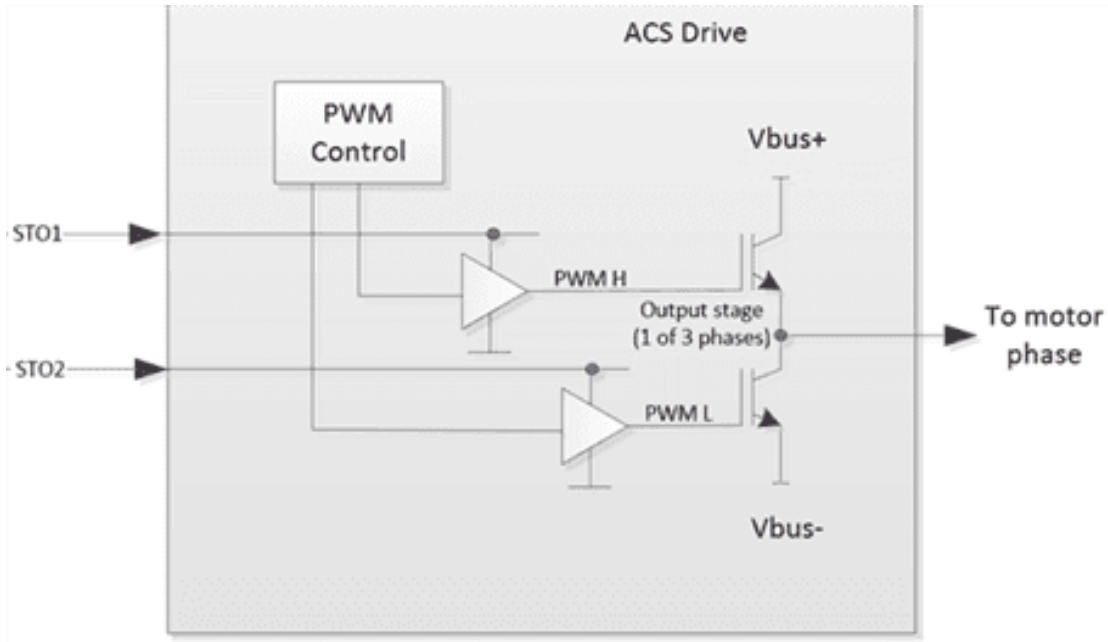 ACS Drive
PWM
Control
Vbus+
STO1
PWM H
Output stage
(1 of 3 phases)
To motor
phase
STO2
PWM L
Vbus-